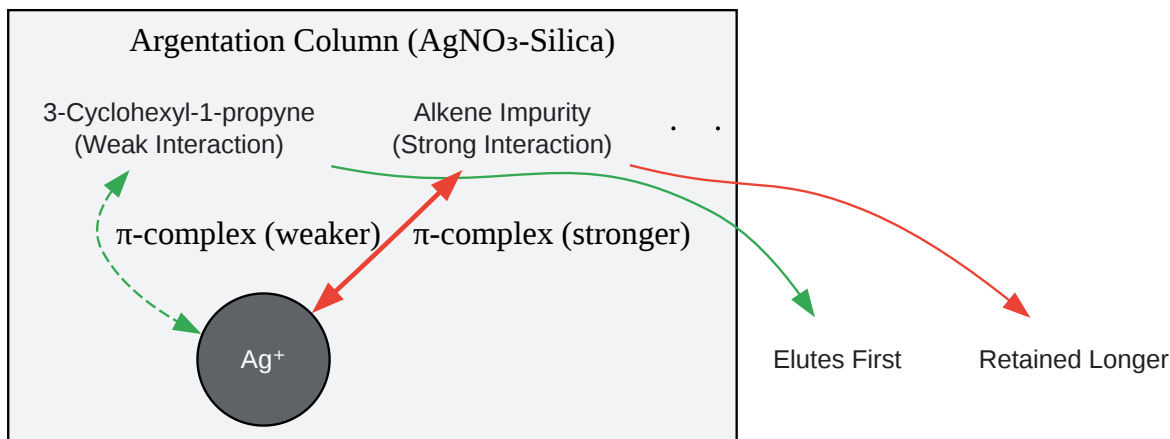 Argentation Column (AgNO₃-Silica)
3-Cyclohexyl-1-propyne
(Weak Interaction)
Alkene Impurity
(Strong Interaction)
. .
π-complex (weaker)
π-complex (stronger)
Ag⁺
Elutes First
Retained Longer